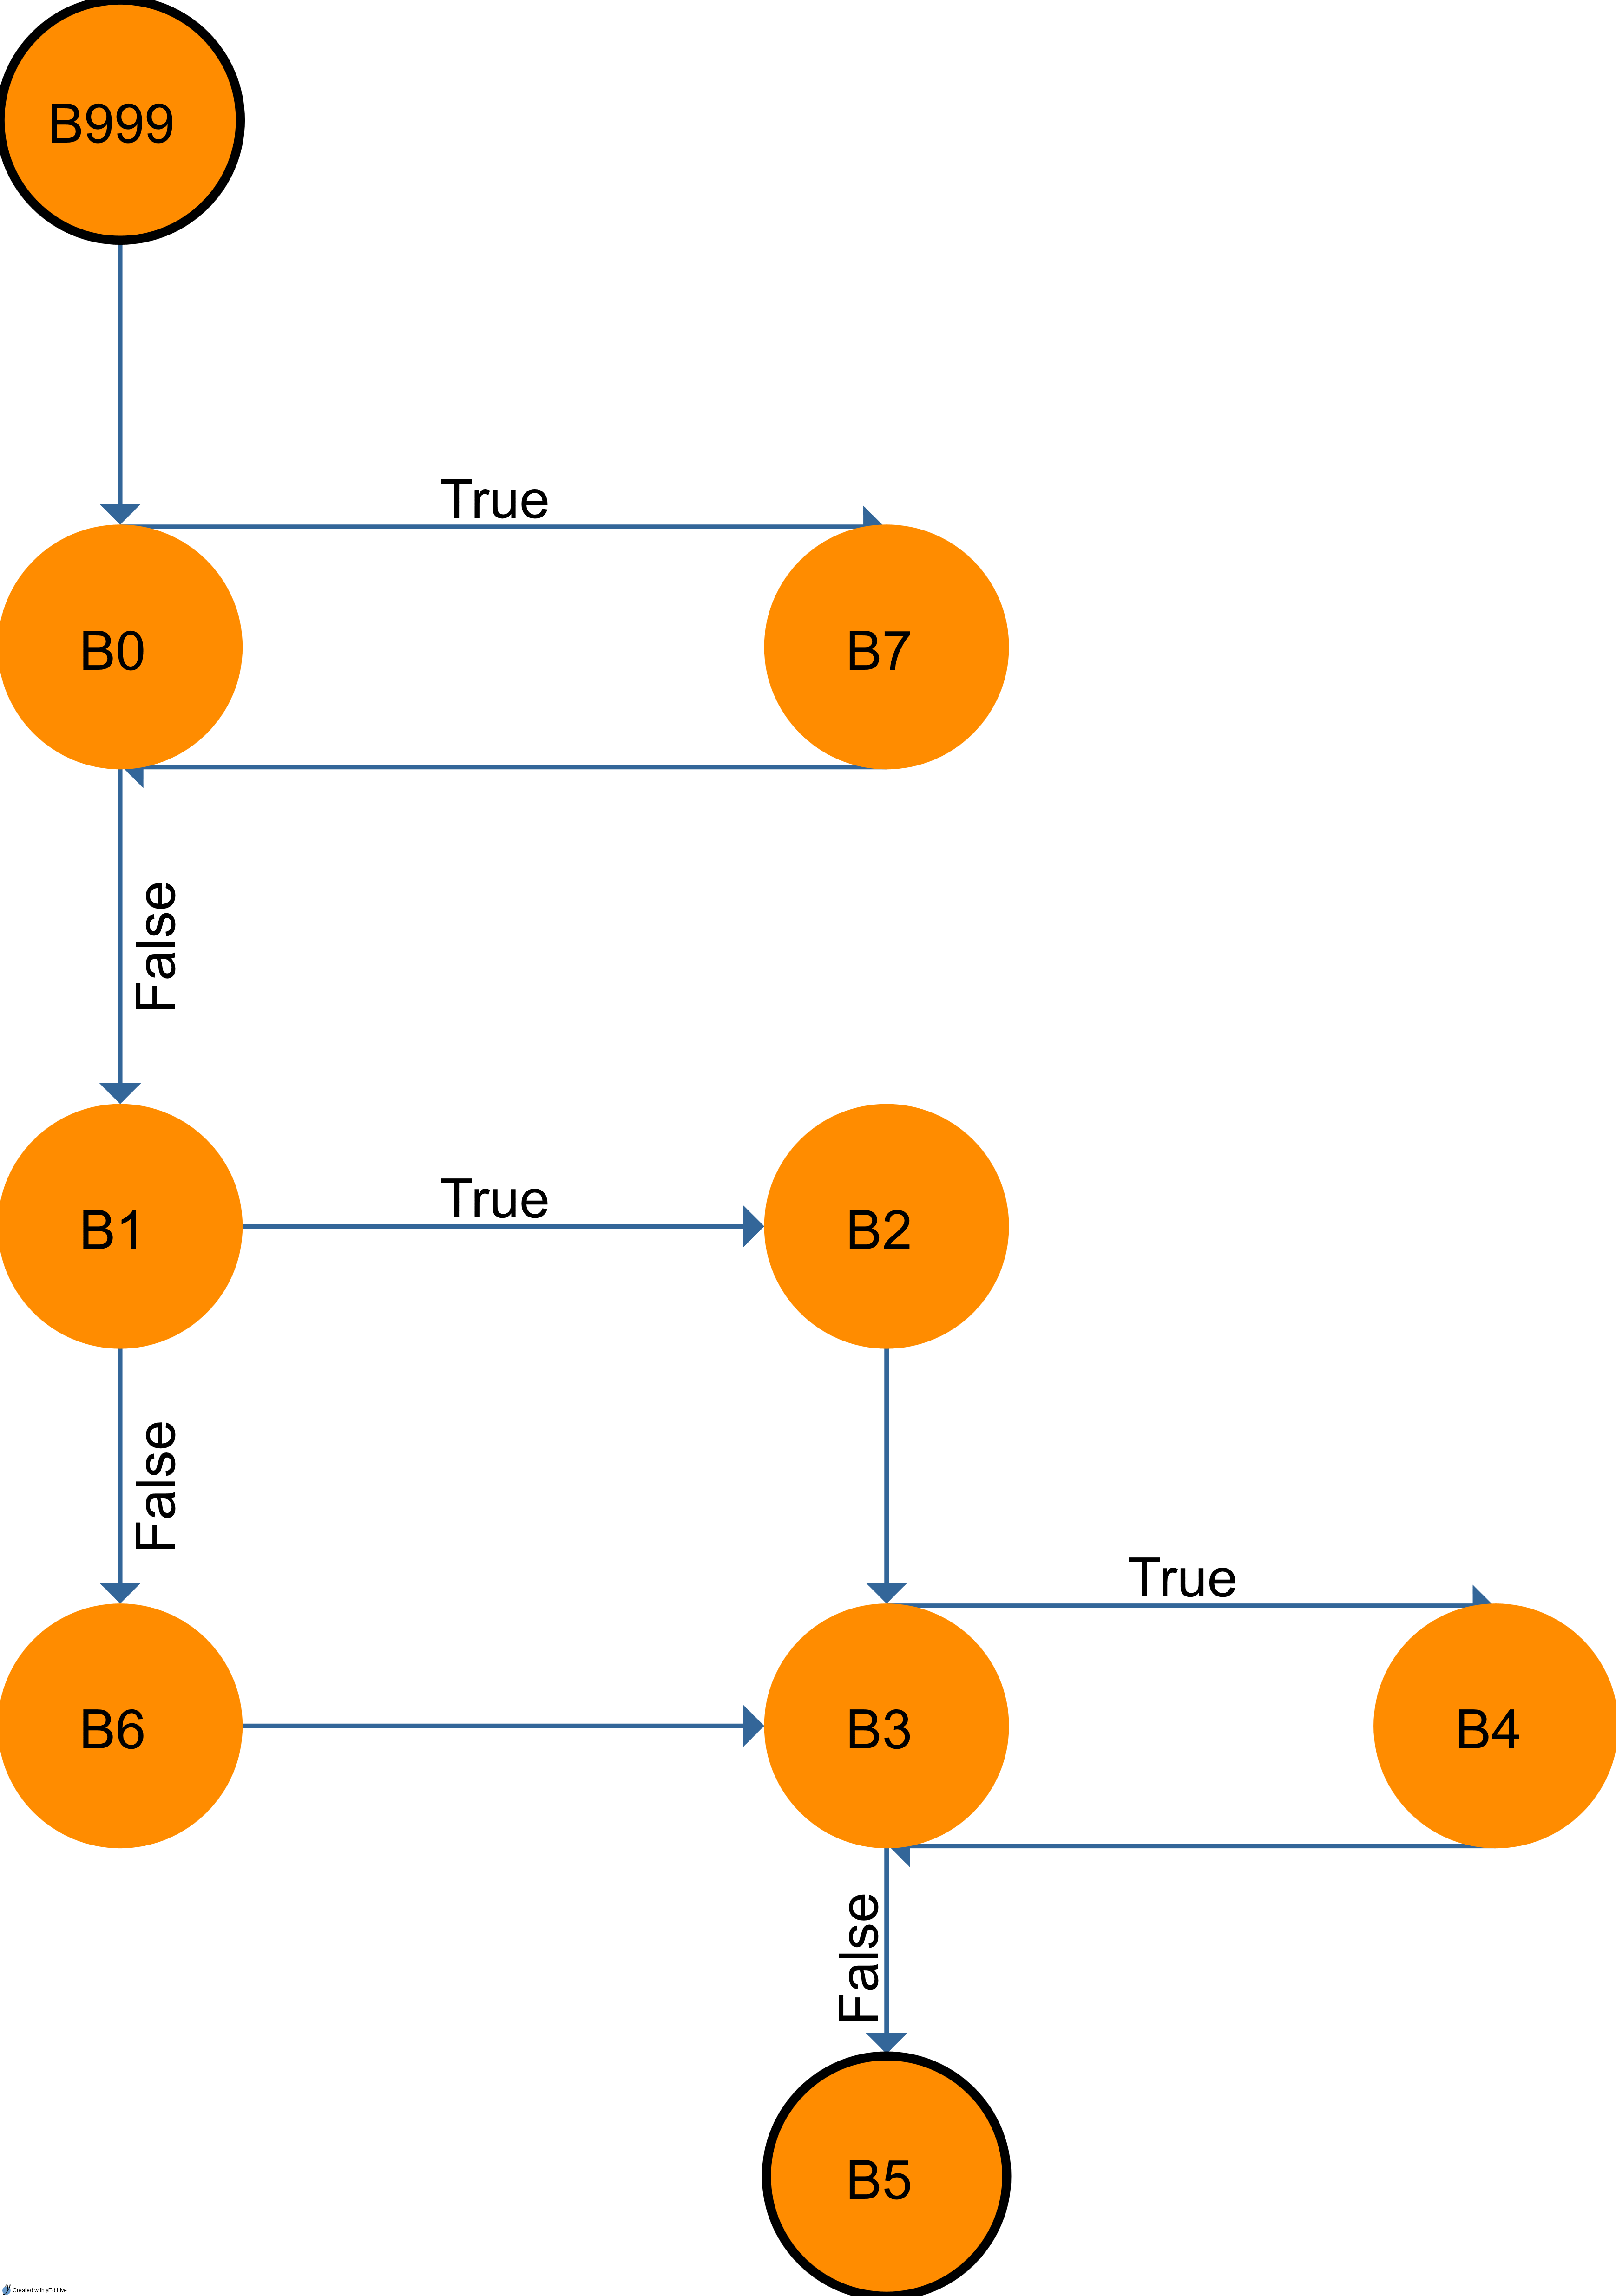 B999
True
B0
B7
False
B1
True
B2
False
True
B6
B3
B4
False
B5
Created with yEd Live